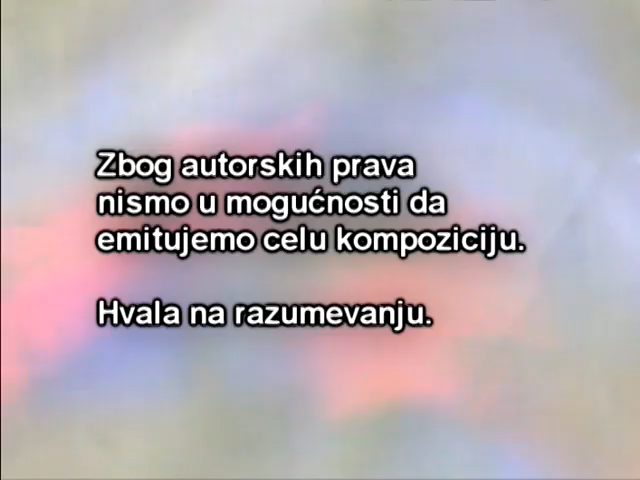 Zbog autorskih prava
nismo u mogućnosti da
emitujemo celu kompoziciju.
Hvala na razumevanju.